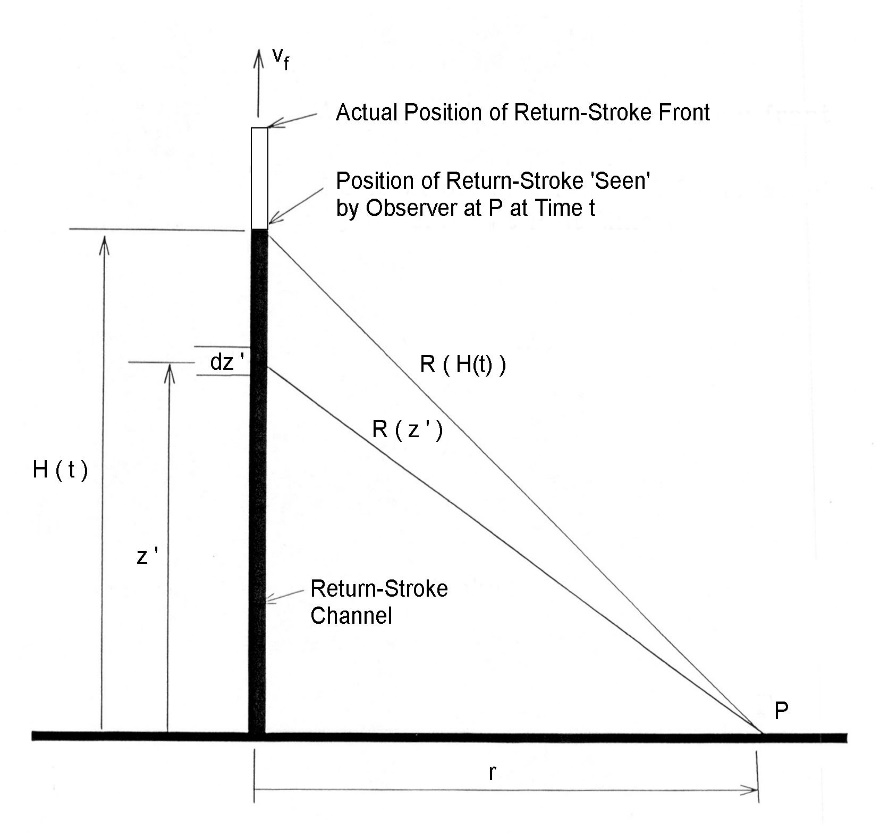 vf
Actual Position of Return-Stroke Front
Position of Return-Stroke 'Seen'
by Observer at P at Time t
dz '
R ( H(t) )
R ( z ' )
H ( t )
z '
Return-Stroke
Channel
P
r